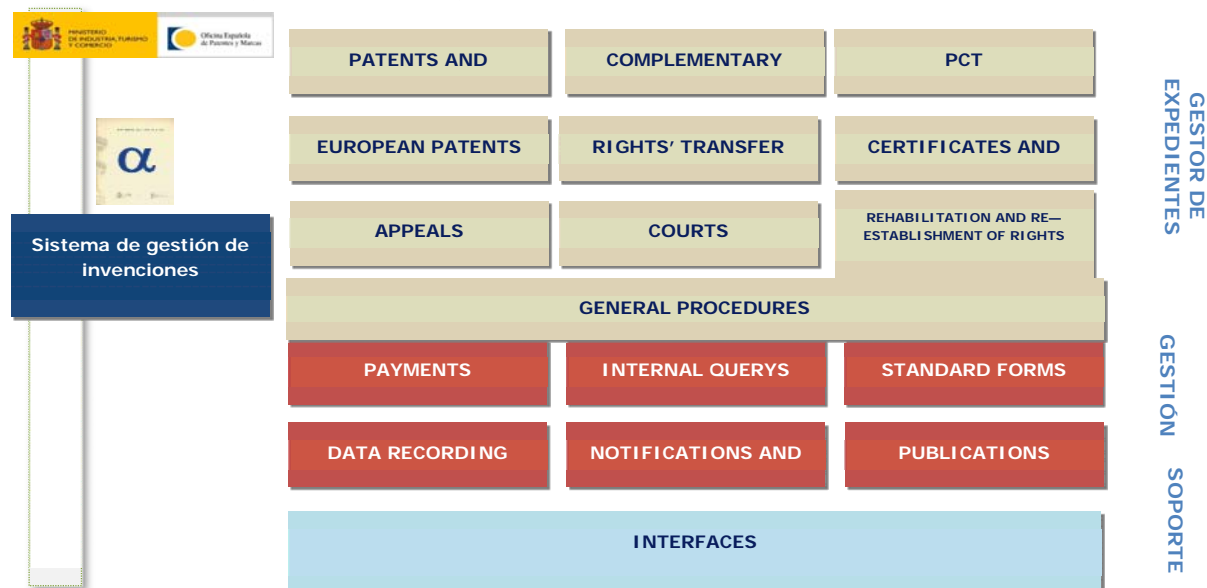 MINISTERIO
DE INDUSTRIA, TURISMO
Y COMERCIO
Oficina Española
de Patentes y Marcas
α
Sistema de gestión de
invenciones
PATENTS AND
COMPLEMENTARY
PCT
EUROPEAN PATENTS
RIGHTS' TRANSFER
CERTIFICATES AND
APPEALS
COURTS
REHABILITATION AND RE—
ESTABLISHMENT OF RIGHTS
GENERAL PROCEDURES
PAYMENTS
INTERNAL QUERYS
STANDARD FORMS
DATA RECORDING
NOTIFICATIONS AND
PUBLICATIONS
INTERFACES
GESTOR DE
EXPEDIENTES
GESTIÓN
SOPORTE